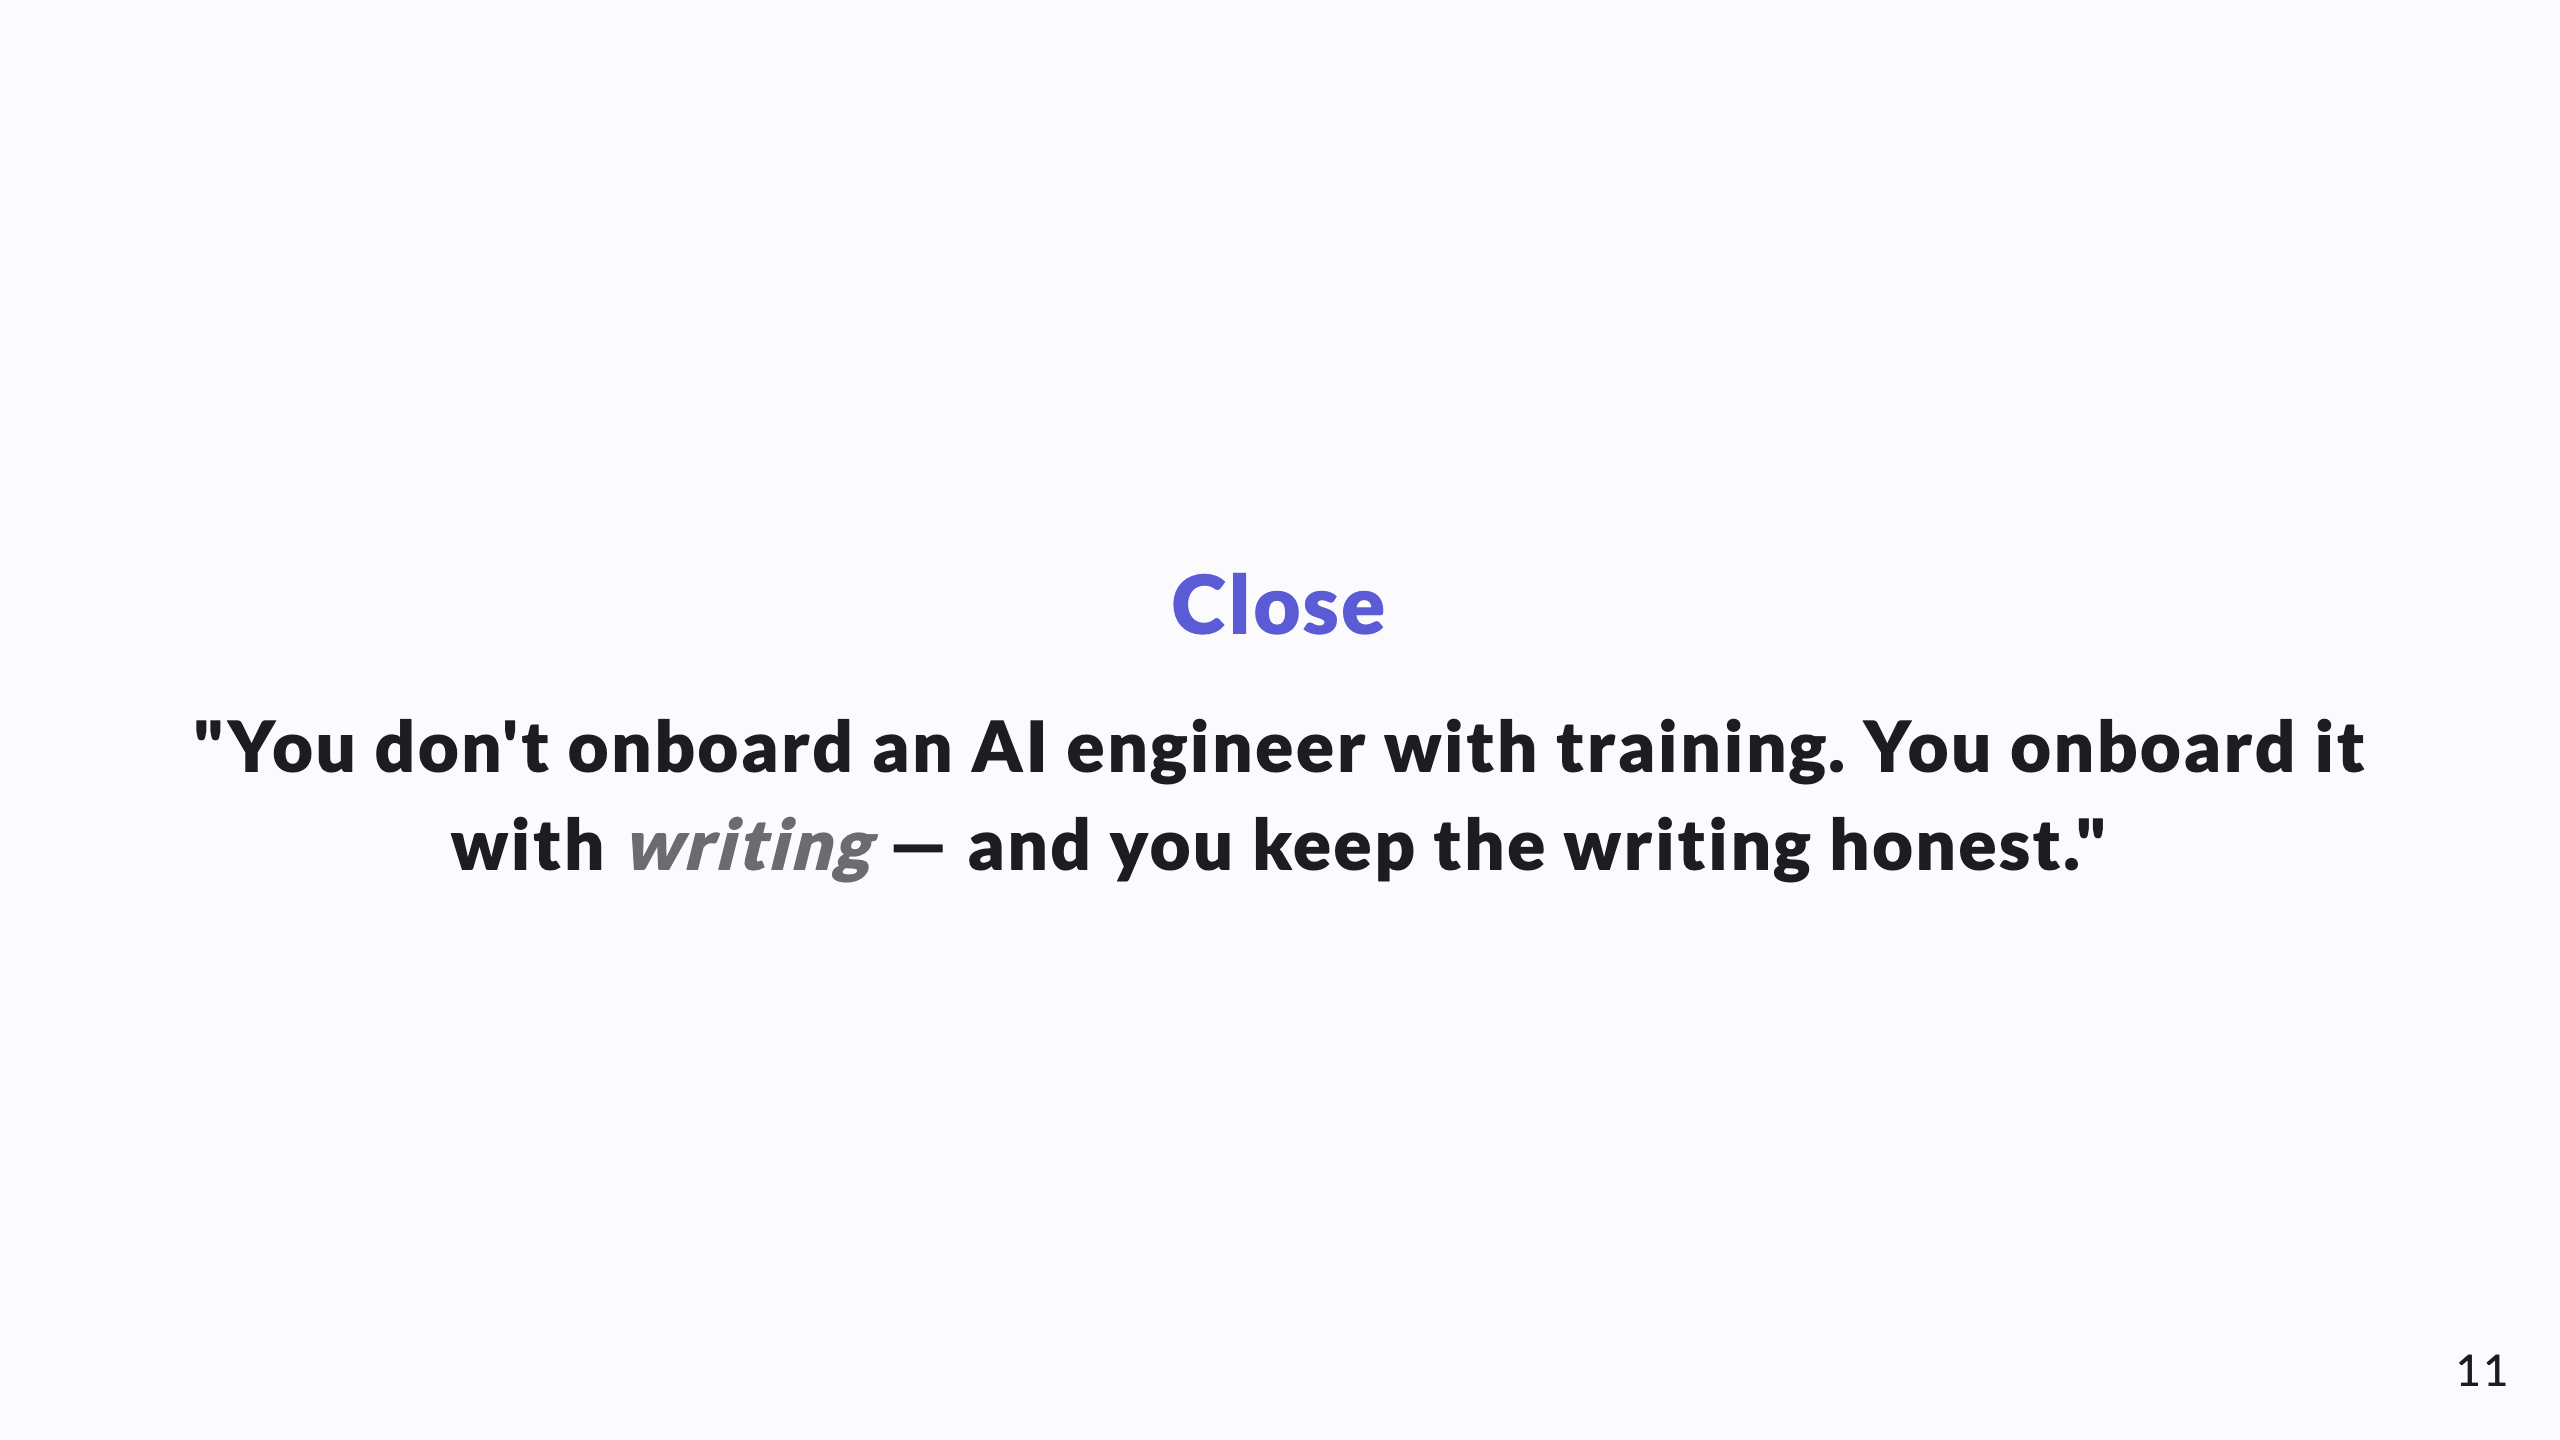 Close
"You don't onboard an AI engineer with training. You onboard it
with writing — and you keep the writing honest."
11